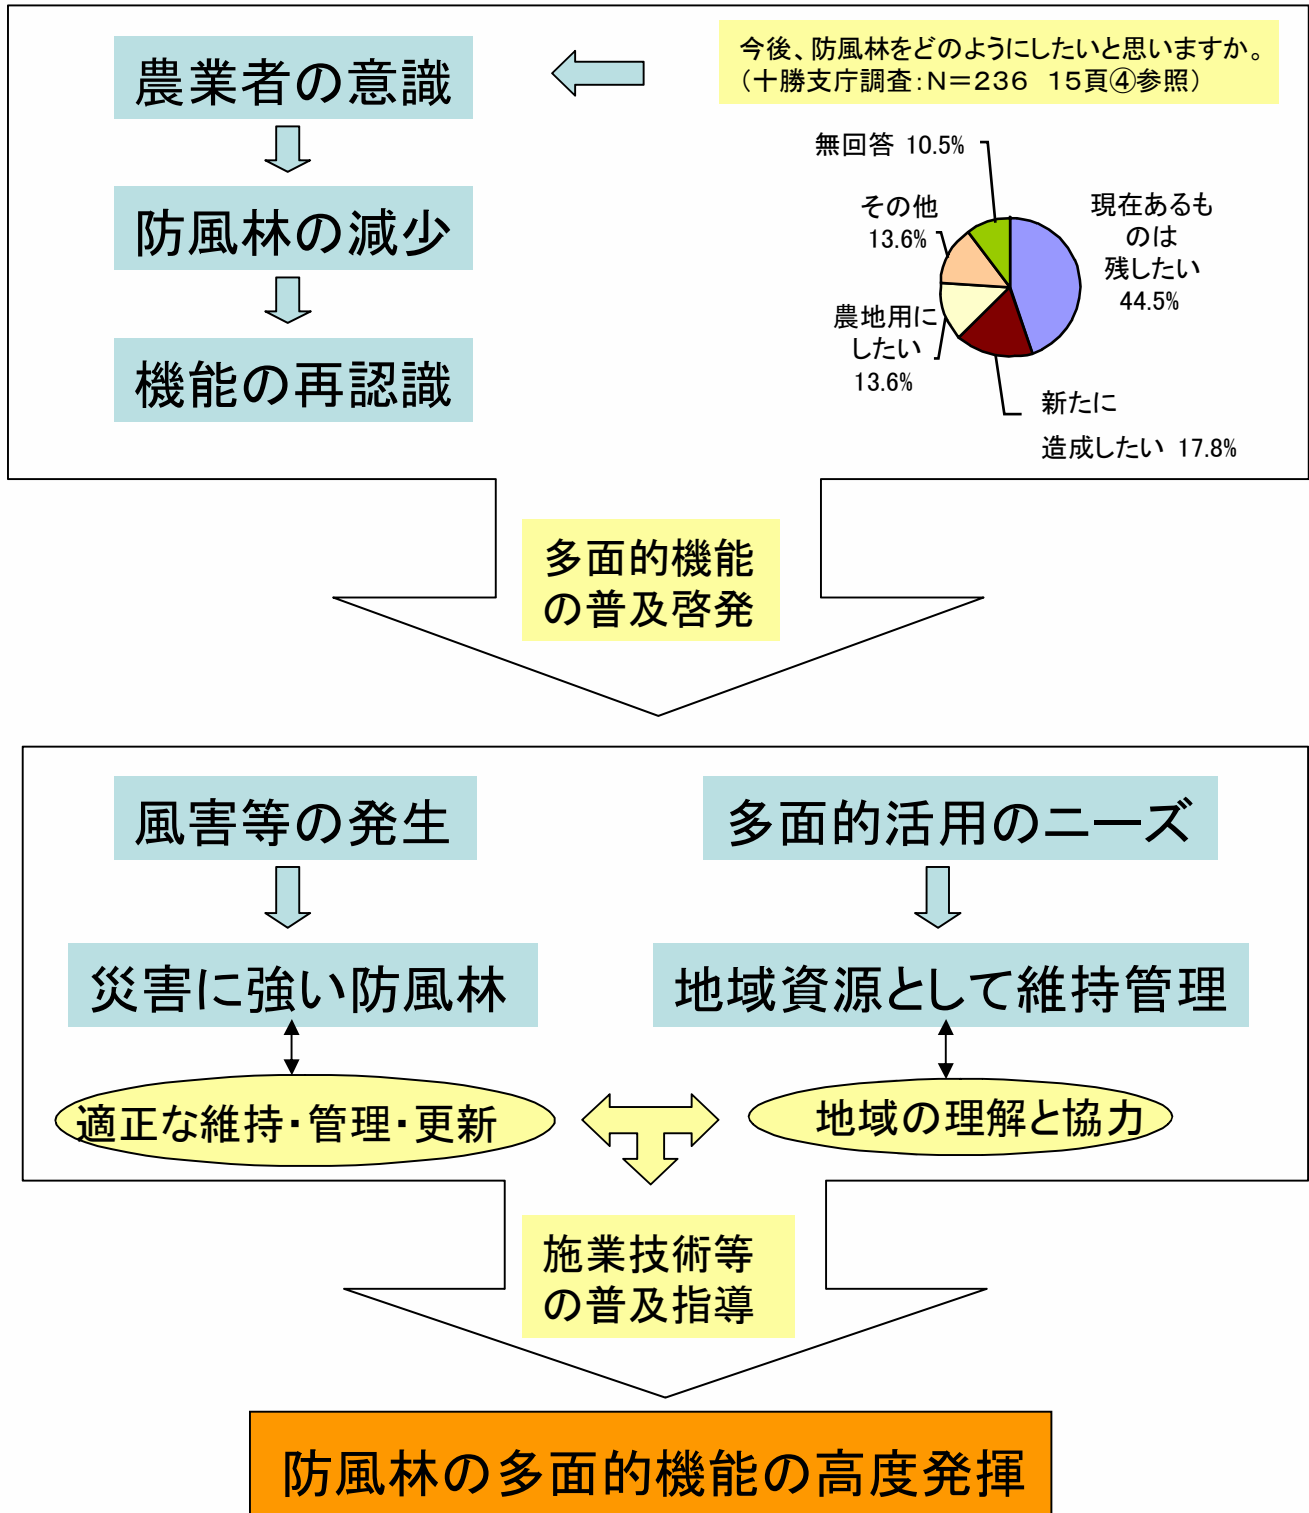 農業者の意識
今後、防風林をどのようにしたいと思いますか。
(十勝支庁調査:N=236 15頁④参照)
防風林の減少
機能の再認識
無回答 10.5%
その他
13.6%
農地用に
したい
13.6%
現在あるも
のは
残したい
44.5%
新たに
造成したい 17.8%
多面的機能
の普及啓発
風害等の発生
多面的活用のニーズ
災害に強い防風林
地域資源として維持管理
適正な維持・管理・更新
地域の理解と協力
施業技術等
の普及指導
防風林の多面的機能の高度発揮